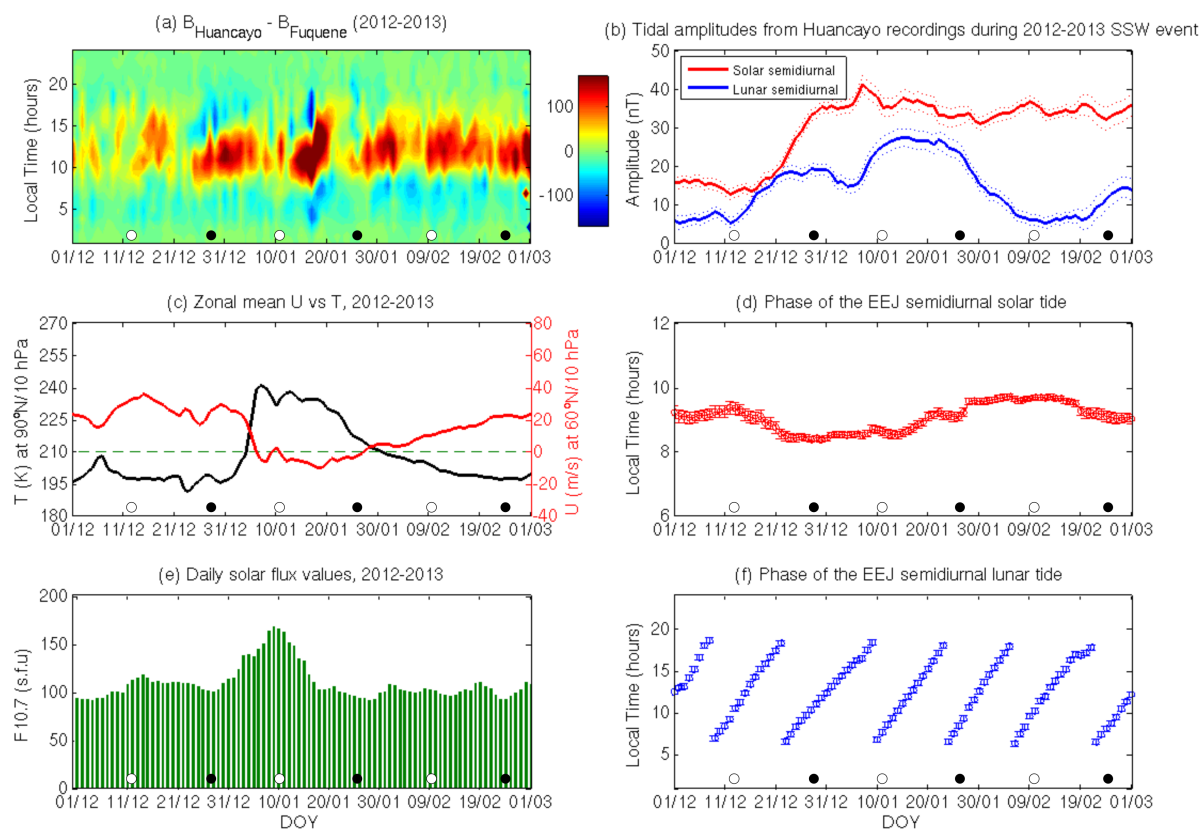 (a) B_Huancayo - B_Fuquene (2012-2013)
Local Time (hours)
20
15
10
5
01/12 11/12 21/12 31/12 10/01 20/01 30/01 09/02 19/02 01/03
100
0
-100
(b) Tidal amplitudes from Huancayo recordings during 2012-2013 SSW event
Amplitude (nT)
50
40
30
20
10
0
Solar semidiurnal
Lunar semidiurnal
01/12 11/12 21/12 31/12 10/01 20/01 30/01 09/02 19/02 01/03
(c) Zonal mean U vs T, 2012-2013
T (K) at 90°N/10 hPa
270
255
240
225
210
195
180
80
60
40
20
0
-20
-40
U (m/s) at 60°N/10 hPa
01/12 11/12 21/12 31/12 10/01 20/01 30/01 09/02 19/02 01/03
(d) Phase of the EEJ semidiurnal solar tide
Local Time (hours)
12
10
8
6
01/12 11/12 21/12 31/12 10/01 20/01 30/01 09/02 19/02 01/03
(e) Daily solar flux values, 2012-2013
F10.7 (s.f.u)
200
150
100
50
0
01/12 11/12 21/12 31/12 10/01 20/01 30/01 09/02 19/02 01/03
DOY
(f) Phase of the EEJ semidiurnal lunar tide
Local Time (hours)
20
15
10
5
01/12 11/12 21/12 31/12 10/01 20/01 30/01 09/02 19/02 01/03
DOY